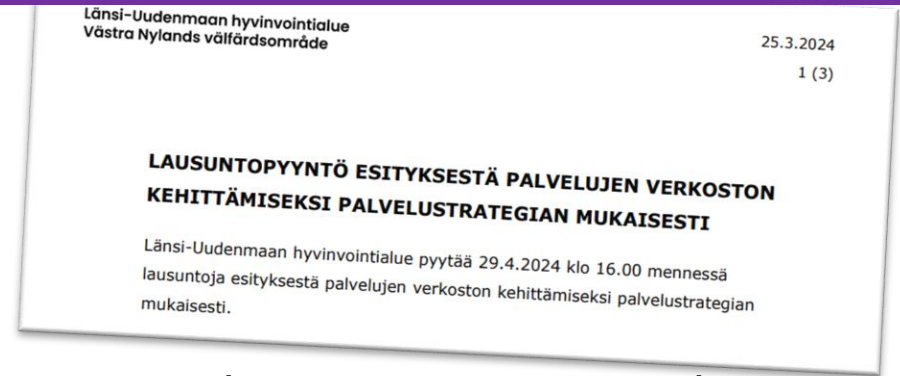 Länsi-Uudenmaan hyvinvointialue
Västra Nylands välfärdsområde
25.3.2024
1 (3)
LAUSUNTOPYYNTÖ ESITYKSESTÄ PALVELUJEN VERKOSTON
KEHITTÄMISEKSI PALVELUSTRATEGIAN MUKAISESTI
Länsi-Uudenmaan hyvinvointialue pyytää 29.4.2024 klo 16.00 mennessä
lausuntoja esityksestä palvelujen verkoston kehittämiseksi palvelustrategian
mukaisesti.